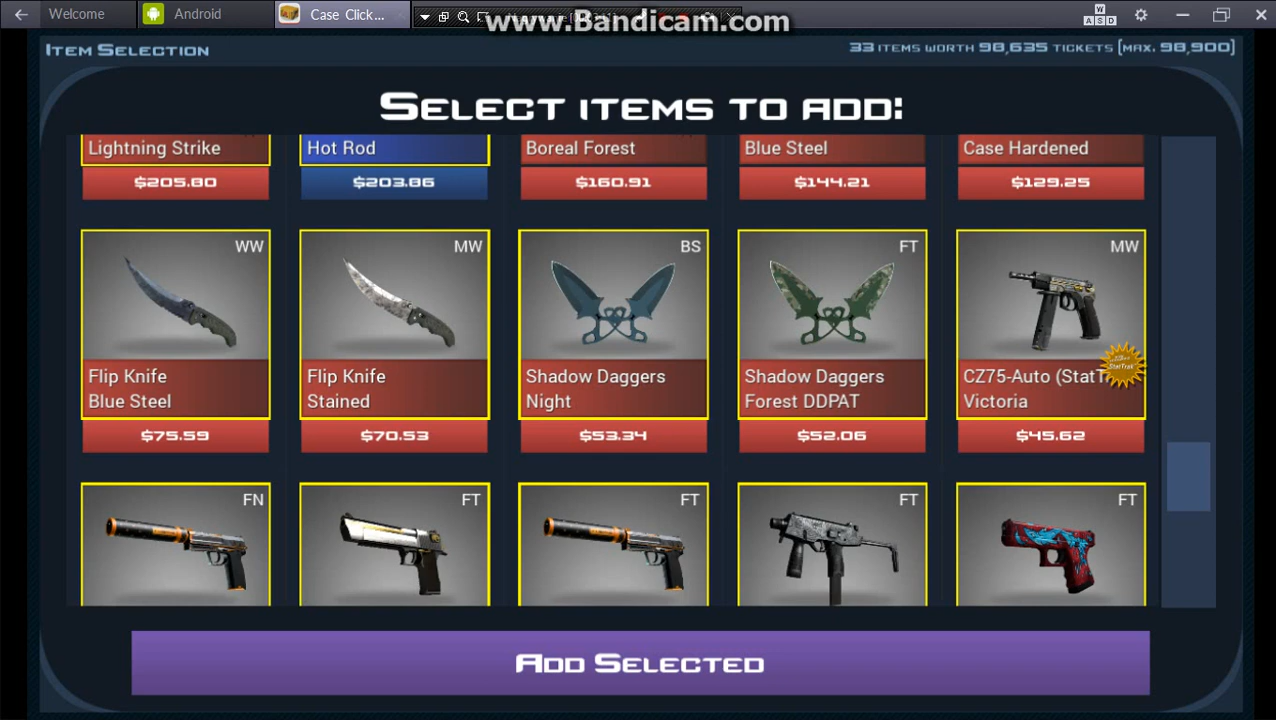 Welcome
Android
Case Click...
www.Bandicam.com
W
A S D
Item Selection
33 items worth 98,635 tickets [max. 98,900]
Select items to add:
Lightning Strike
Hot Rod
Boreal Forest
Blue Steel
Case Hardened
$205.80
$203.86
$160.91
$144.21
$129.25
WW
MW
BS
FT
MW
Flip Knife
Blue Steel
Flip Knife
Stained
Shadow Daggers
Night
Shadow Daggers
Forest DDPAT
CZ75-Auto (StatT
Victoria
StatTrak
$75.59
$70.53
$53.34
$52.06
$45.62
FN
FT
FT
FT
FT
Add Selected